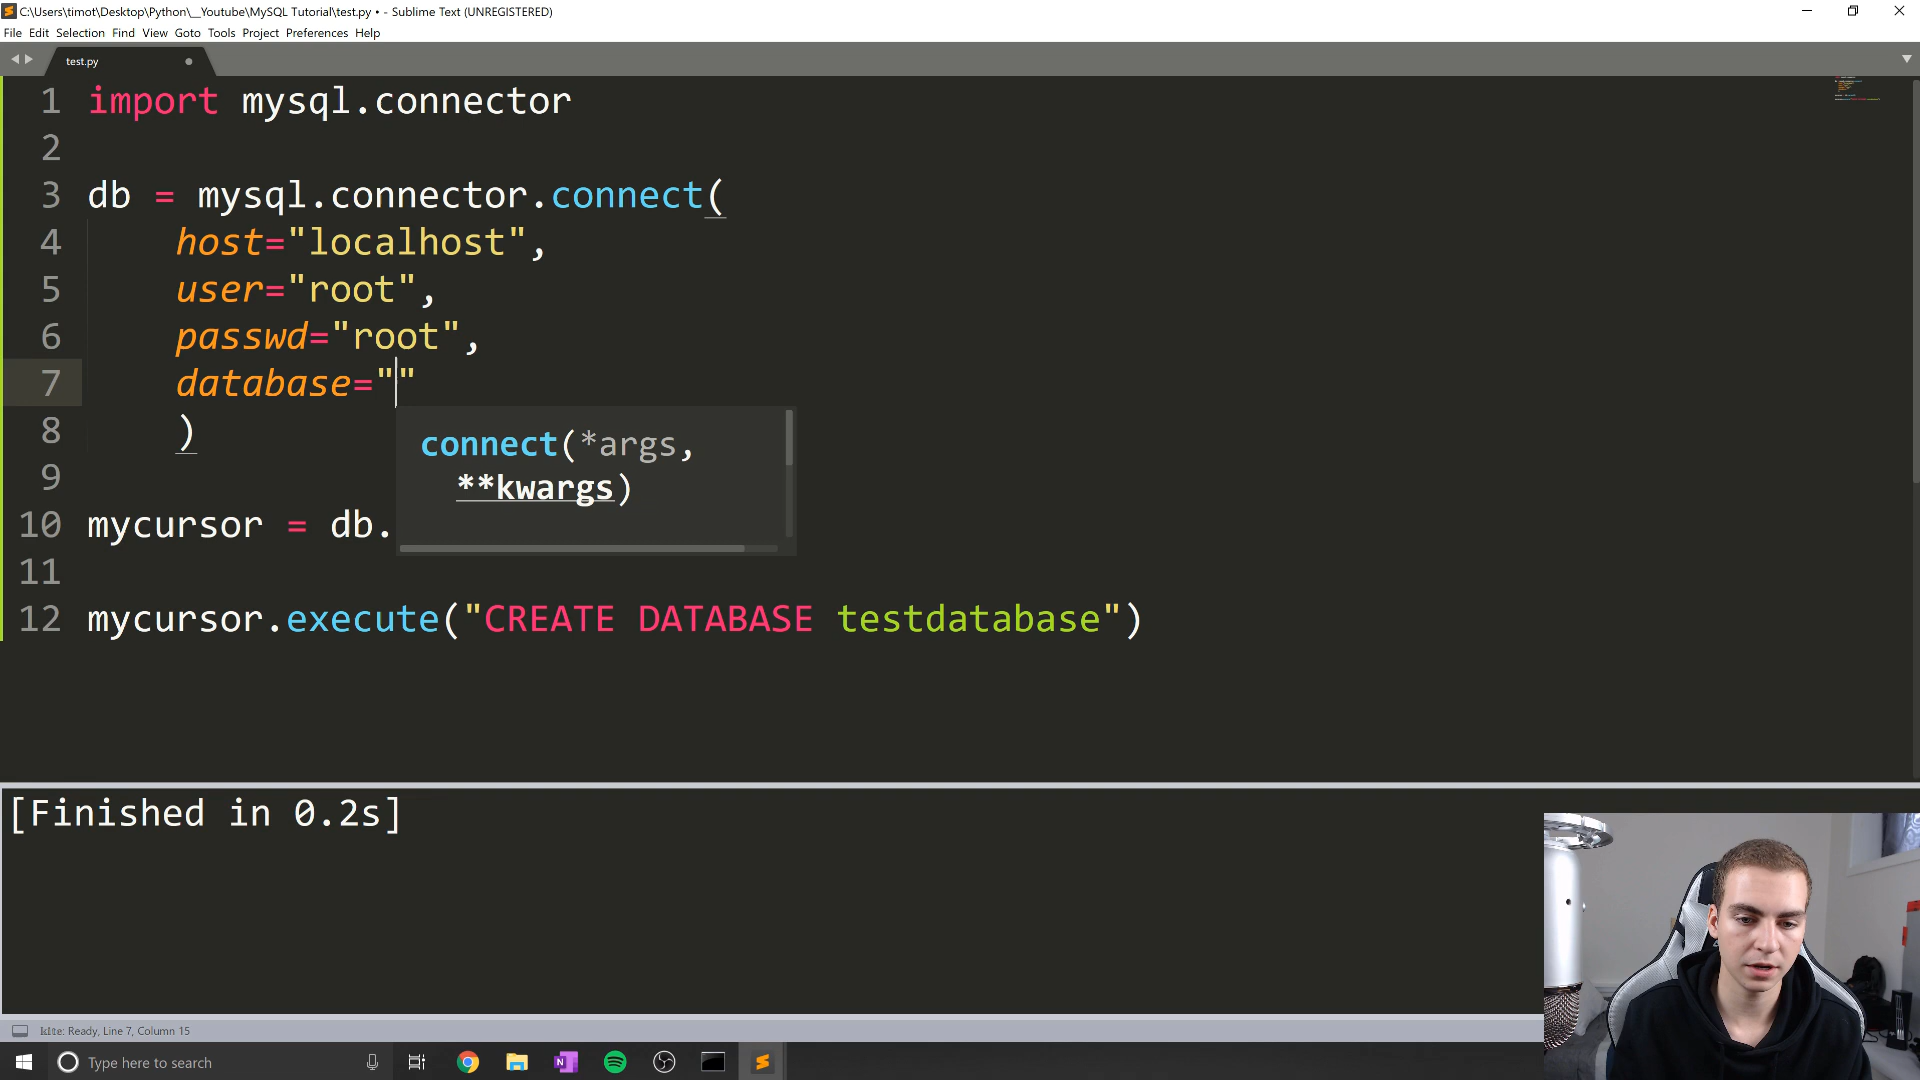 C:\Users\timot\Desktop\Python\__Youtube\MySQL Tutorial\test.py • - Sublime Text (UNREGISTERED)
File Edit Selection Find View Goto Tools Project Preferences Help
test.py
1 import mysql.connector
2
3 db = mysql.connector.connect(
4 host="localhost",
5 user="root",
6 passwd="root",
7 database=""
8 )
connect(*args,
**kwargs)
9
10 mycursor = db.
11
12 mycursor.execute("CREATE DATABASE testdatabase")
[Finished in 0.2s]
kite: Ready, Line 7, Column 15
Type here to search